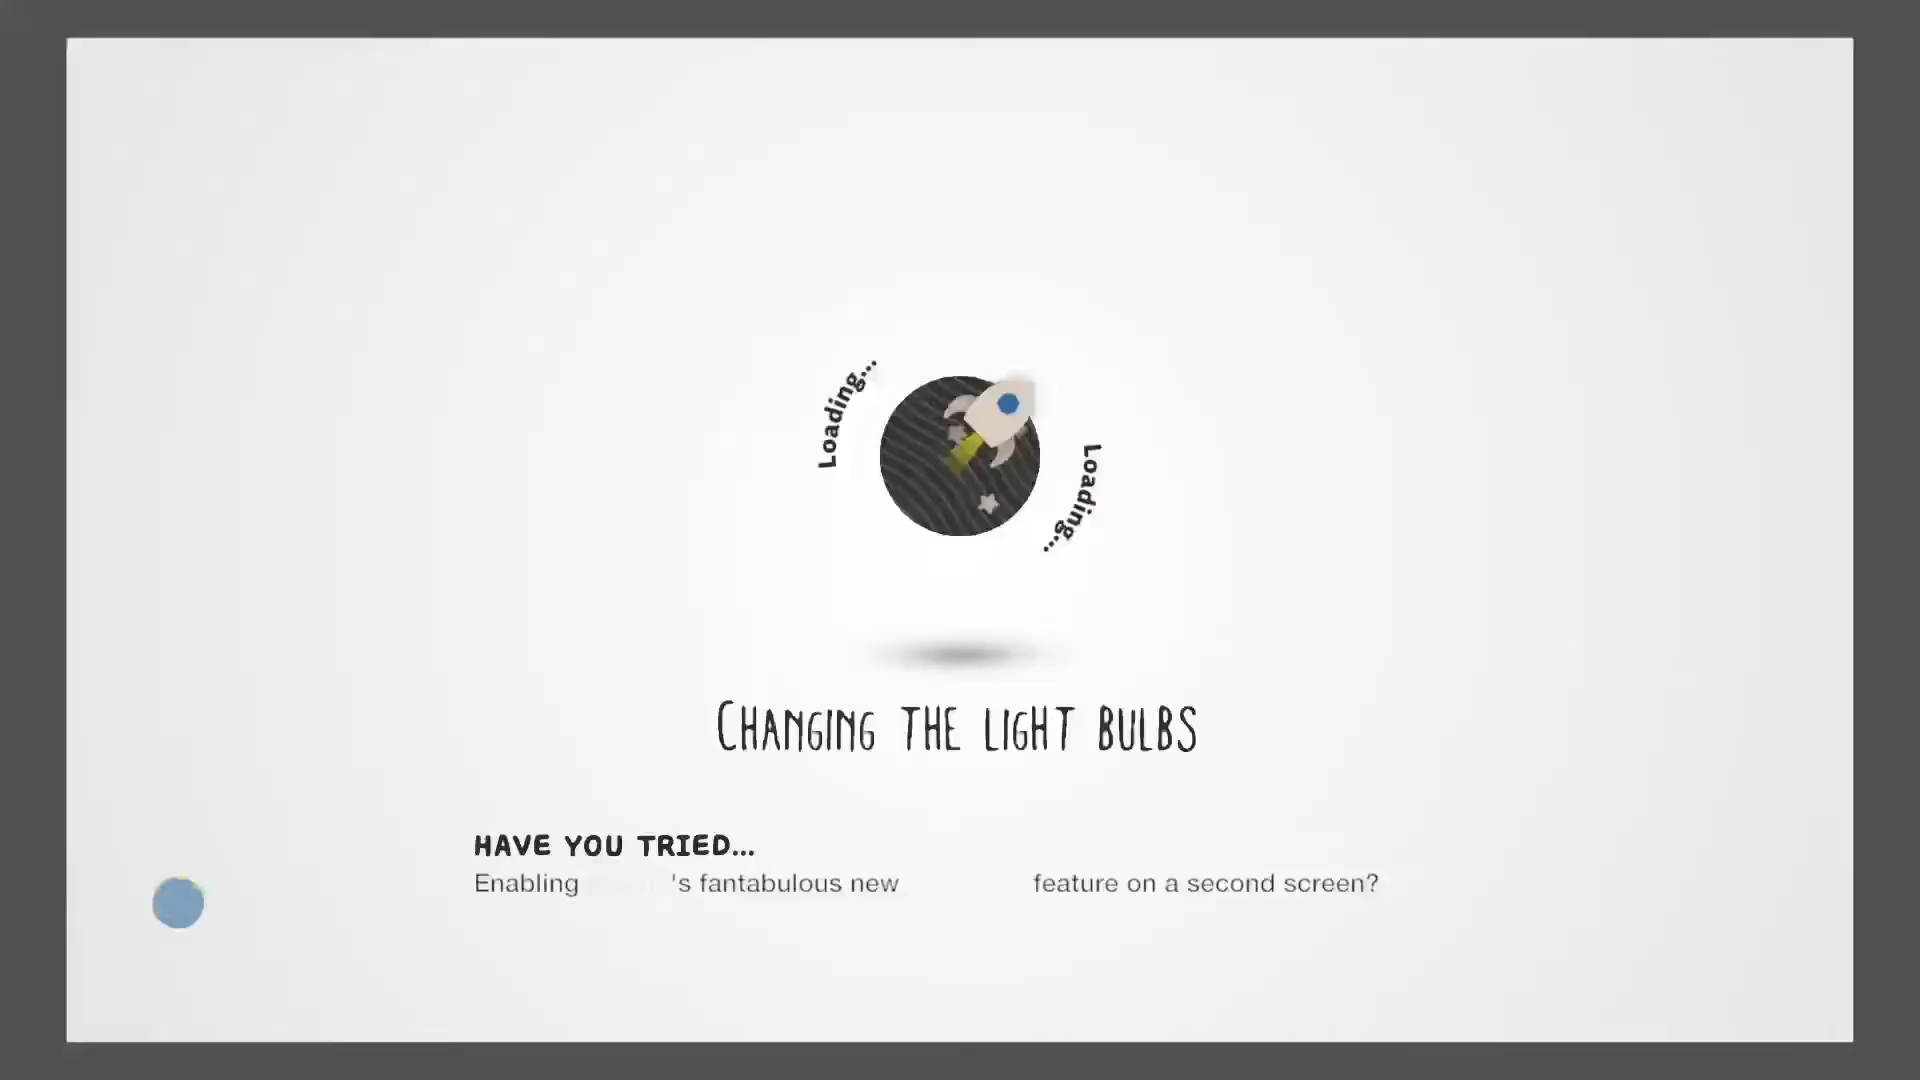 Loading...
Loading...
CHANGING THE LIGHT BULBS
HAVE YOU TRIED...
Enabling 's fantabulous new feature on a second screen?